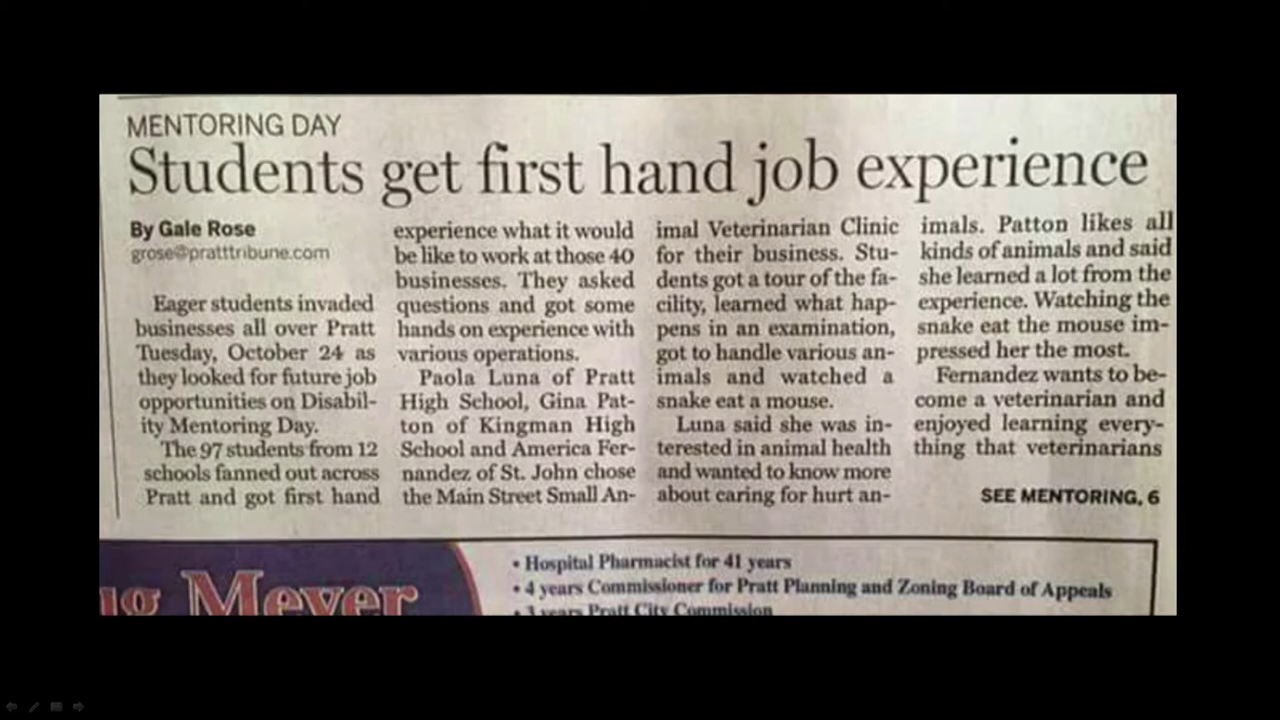 MENTORING DAY
Students get first hand job experience
By Gale Rose
grose@pratttribune.com
Eager students invaded
businesses all over Pratt
Tuesday, October 24 as
they looked for future job
opportunities on Disabil-
ity Mentoring Day.
The 97 students from 12
schools fanned out across
Pratt and got first hand
experience what it would
be like to work at those 40
businesses. They asked
questions and got some
hands on experience with
various operations.
Paola Luna of Pratt
High School, Gina Pat-
ton of Kingman High
School and America Fer-
nandez of St. John chose
the Main Street Small An-
imal Veterinarian Clinic
for their business. Stu-
dents got a tour of the fa-
cility, learned what hap-
pens in an examination,
got to handle various an-
imals and watched a
snake eat a mouse.
Luna said she was in-
terested in animal health
and wanted to know more
about caring for hurt an-
imals. Patton likes all
kinds of animals and said
she learned a lot from the
experience. Watching the
snake eat the mouse im-
pressed her the most.
Fernandez wants to be-
come a veterinarian and
enjoyed learning every-
thing that veterinarians
SEE MENTORING, 6
ug Meyer
• Hospital Pharmacist for 41 years
• 4 years Commissioner for Pratt Planning and Zoning Board of Appeals
• 3 years Pratt City Commission